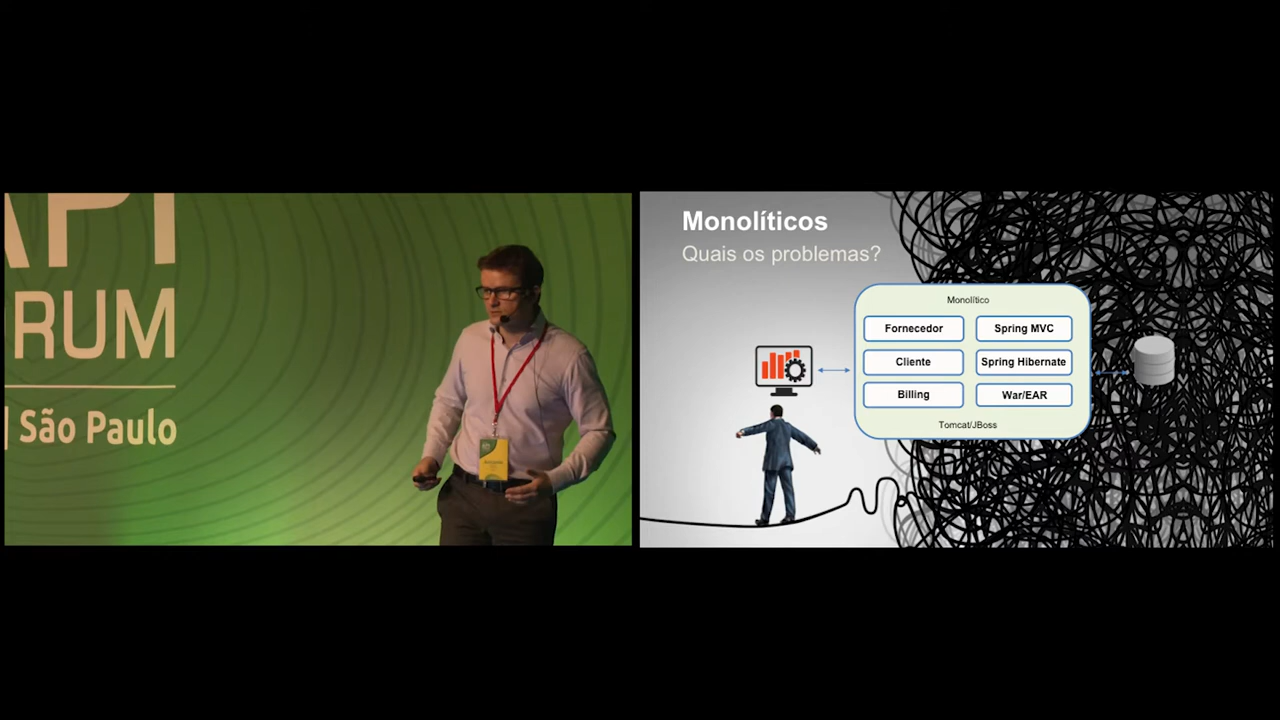 API
RUM
São Paulo
Monolíticos
Quais os problemas?
Monolítico
Fornecedor
Spring MVC
Cliente
Spring Hibernate
Billing
War/EAR
Tomcat/JBoss